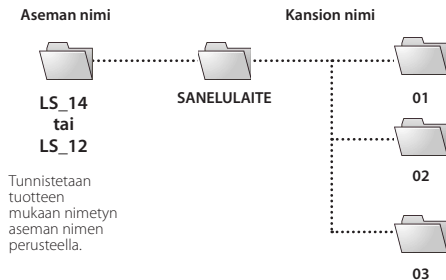 Aseman nimi
Kansion nimi
LS_14
tai
LS_12
SANELULAITE
01
02
03
Tunnistetaan
tuotteen
mukaan nimetyn
aseman nimen
perusteella.